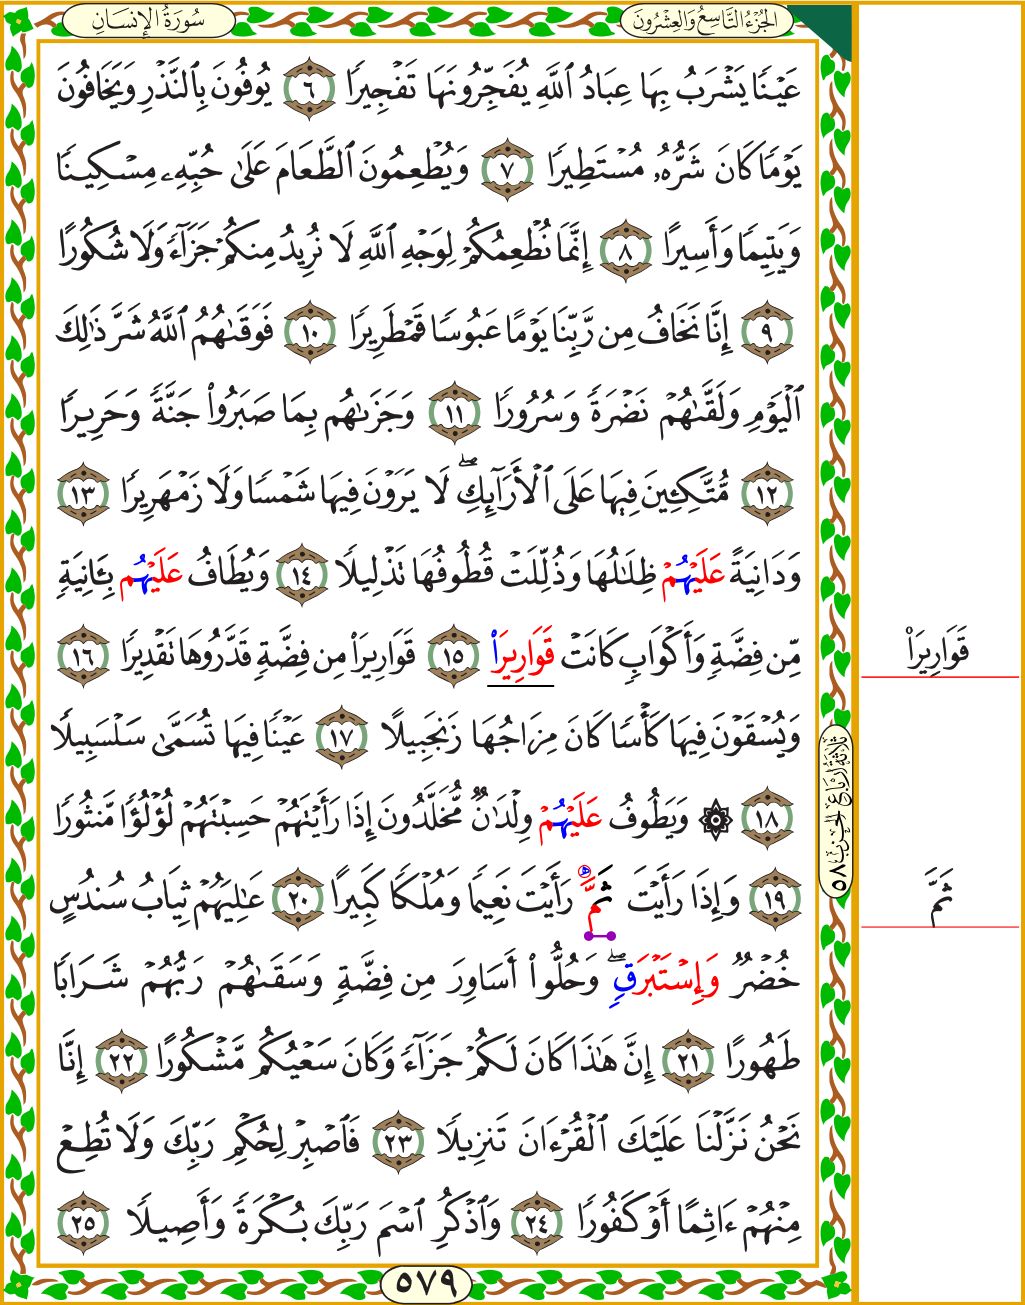 الجُزْءُ التَّاسِعُ وَالعِشْرُونَ
سُورَةُ الإِنسَانِ
عَيْنًا يَشْرَبُ بِهَا عِبَادُ ٱللَّهِ يُفَجِّرُونَهَا تَفْجِيرًا ٦ يُوفُونَ بِٱلنَّذْرِ وَيَخَافُونَ
يَوْمًا كَانَ شَرُّهُۥ مُسْتَطِيرًا ٧ وَيُطْعِمُونَ ٱلطَّعَامَ عَلَىٰ حُبِّهِۦ مِسْكِينًا
وَيَتِيمًا وَأَسِيرًا ٨ إِنَّمَا نُطْعِمُكُمْ لِوَجْهِ ٱللَّهِ لَا نُرِيدُ مِنكُمْ جَزَآءً وَلَا شُكُورًا
٩ إِنَّا نَخَافُ مِن رَّبِّنَا يَوْمًا عَبُوسًا قَمْطَرِيرًا ١٠ فَوَقَىٰهُمُ ٱللَّهُ شَرَّ ذَٰلِكَ
ٱلْيَوْمِ وَلَقَّىٰهُمْ نَضْرَةً وَسُرُورًا ١١ وَجَزَىٰهُم بِمَا صَبَرُوا۟ جَنَّةً وَحَرِيرًا
١٢ مُّتَّكِـِٔينَ فِيهَا عَلَى ٱلْأَرَآئِكِ ۖ لَا يَرَوْنَ فِيهَا شَمْسًا وَلَا زَمْهَرِيرًا ١٣
وَدَانِيَةً عَلَيْهُمْ ظِلَـٰلُهَا وَذُلِّلَتْ قُطُوفُهَا تَذْلِيلًا ١٤ وَيُطَافُ عَلَيْهُم بِـَٔانِيَةٍ
مِّن فِضَّةٍ وَأَكْوَابٍ كَانَتْ قَوَارِيرَا۟ ١٥ قَوَارِيرَا۟ مِن فِضَّةٍ قَدَّرُوهَا تَقْدِيرًا ١٦
قَوَارِيرَا۟
وَيُسْقَوْنَ فِيهَا كَأْسًا كَانَ مِزَاجُهَا زَنجَبِيلًا ١٧ عَيْنًا فِيهَا تُسَمَّىٰ سَلْسَبِيلًا
١٨ ۞ وَيَطُوفُ عَلَيْهُمْ وِلْدَٰنٌ مُّخَلَّدُونَ إِذَا رَأَيْتَهُمْ حَسِبْتَهُمْ لُؤْلُؤًا مَّنثُورًا
ثَلَاثَةُ أَرْبَاعِ الحِزْبِ ٥٨
١٩ وَإِذَا رَأَيْتَ ثَمَّ رَأَيْتَ نَعِيمًا وَمُلْكًا كَبِيرًا ٢٠ عَـٰلِيَهُمْ ثِيَابُ سُندُسٍ
ثَمَّ
خُضْرٌ وَإِسْتَبْرَقٍ ۖ وَحُلُّوٓا۟ أَسَاوِرَ مِن فِضَّةٍ وَسَقَىٰهُمْ رَبُّهُمْ شَرَابًا
طَهُورًا ٢١ إِنَّ هَـٰذَا كَانَ لَكُمْ جَزَآءً وَكَانَ سَعْيُكُم مَّشْكُورًا ٢٢ إِنَّا
نَحْنُ نَزَّلْنَا عَلَيْكَ ٱلْقُرْءَانَ تَنزِيلًا ٢٣ فَٱصْبِرْ لِحُكْمِ رَبِّكَ وَلَا تُطِعْ
مِنْهُمْ ءَاثِمًا أَوْ كَفُورًا ٢٤ وَٱذْكُرِ ٱسْمَ رَبِّكَ بُكْرَةً وَأَصِيلًا ٢٥
٥٧٩